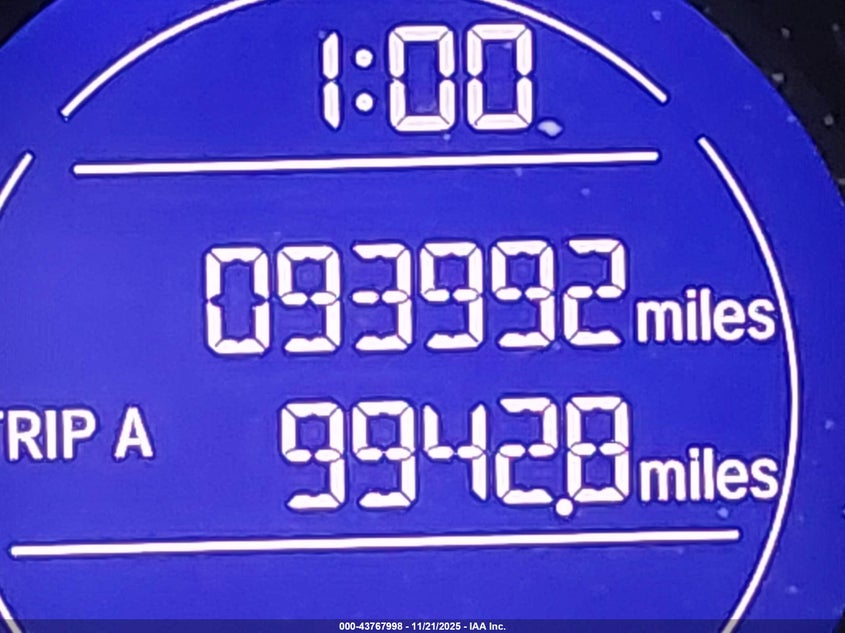 1:00
093992 miles
TRIP A 9942.8 miles
000-43767998 - 11/21/2025 - IAA Inc.